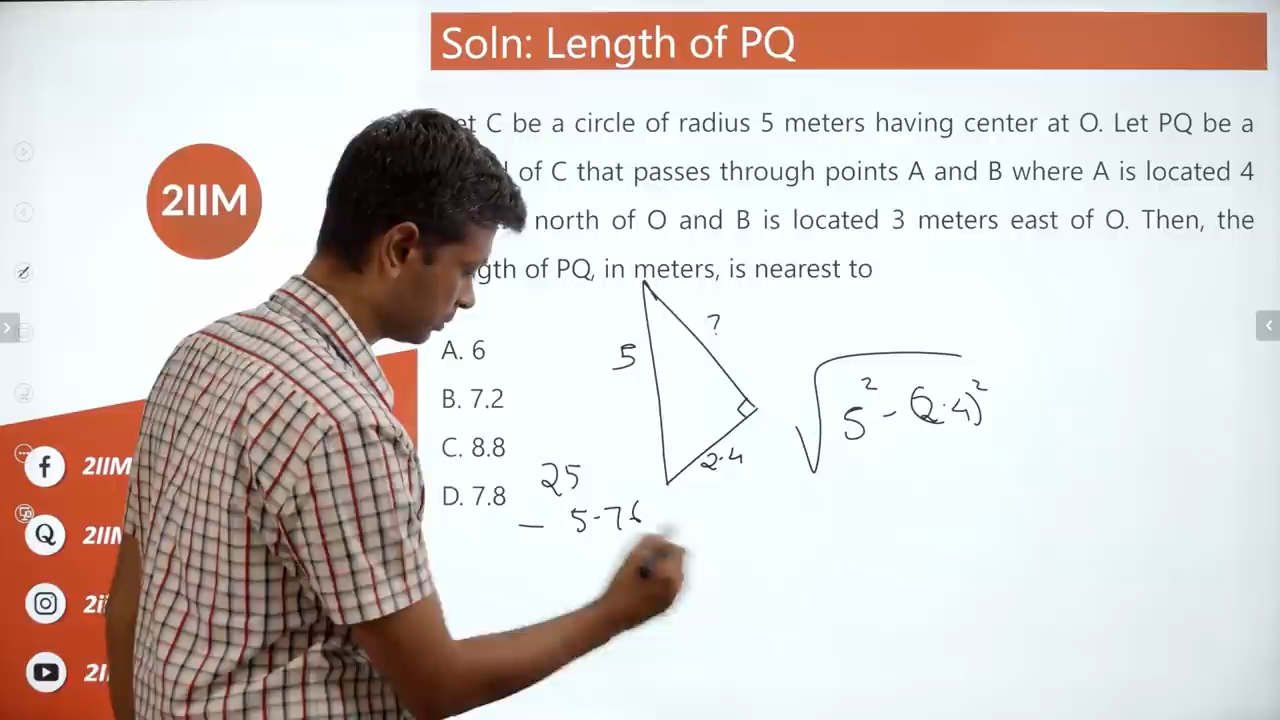 Soln: Length of PQ
et C be a circle of radius 5 meters having center at O. Let PQ be a
of C that passes through points A and B where A is located 4
north of O and B is located 3 meters east of O. Then, the
gth of PQ, in meters, is nearest to
2IIM
A. 6
B. 7.2
C. 8.8
D. 7.8
5
?
2.4
√5² - (2.4)²
25
- 5.76
2IIM
2II
2ii
2I